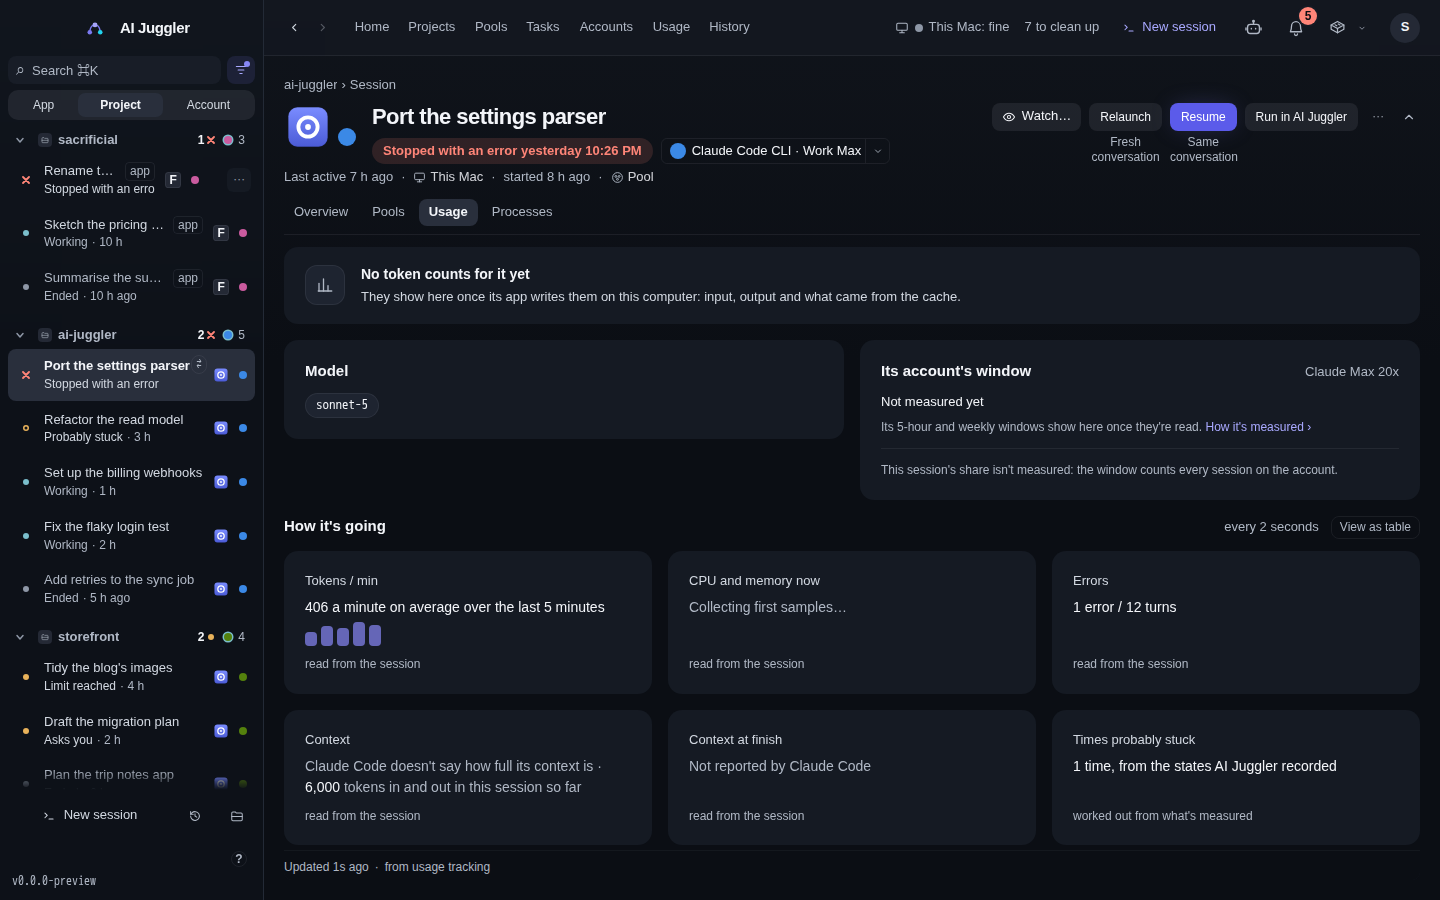 AI Juggler
Search ⌘K
App Project Account
sacrificial 1 3
Rename t… app F
Stopped with an erro
Sketch the pricing … app F
Working · 10 h
Summarise the su… app F
Ended · 10 h ago
ai-juggler 2 5
Port the settings parser
Stopped with an error
Refactor the read model
Probably stuck · 3 h
Set up the billing webhooks
Working · 1 h
Fix the flaky login test
Working · 2 h
Add retries to the sync job
Ended · 5 h ago
storefront 2 4
Tidy the blog's images
Limit reached · 4 h
Draft the migration plan
Asks you · 2 h
Plan the trip notes app
New session
?
v0.0.0-preview
Home Projects Pools Tasks Accounts Usage History
This Mac: fine 7 to clean up New session 5 S
ai-juggler › Session
Port the settings parser
Stopped with an error yesterday 10:26 PM Claude Code CLI · Work Max
Watch… Relaunch Resume Run in AI Juggler ···
Fresh conversation
Same conversation
Last active 7 h ago · This Mac · started 8 h ago · Pool
Overview Pools Usage Processes
No token counts for it yet
They show here once its app writes them on this computer: input, output and what came from the cache.
Model
sonnet-5
Its account's window Claude Max 20x
Not measured yet
Its 5-hour and weekly windows show here once they're read. How it's measured ›
This session's share isn't measured: the window counts every session on the account.
How it's going every 2 seconds View as table
Tokens / min
406 a minute on average over the last 5 minutes
read from the session
CPU and memory now
Collecting first samples…
read from the session
Errors
1 error / 12 turns
read from the session
Context
Claude Code doesn't say how full its context is ·
6,000 tokens in and out in this session so far
read from the session
Context at finish
Not reported by Claude Code
read from the session
Times probably stuck
1 time, from the states AI Juggler recorded
worked out from what's measured
Updated 1s ago · from usage tracking